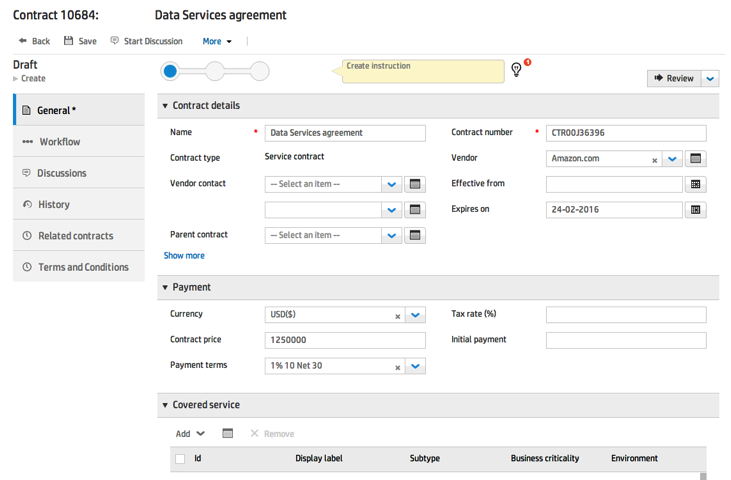 Contract 10684: Data Services agreement
Back Save Start Discussion More
Draft
Create
Create instruction
1
Review
General *
Workflow
Discussions
History
Related contracts
Terms and Conditions
Contract details
Name * Data Services agreement Contract number * CTR00J36396
Contract type Service contract Vendor Amazon.com
Vendor contact -- Select an item -- Effective from
Expires on 24-02-2016
Parent contract -- Select an item --
Show more
Payment
Currency USD($) Tax rate (%)
Contract price 1250000 Initial payment
Payment terms 1% 10 Net 30
Covered service
Add Remove
Id Display label Subtype Business criticality Environment